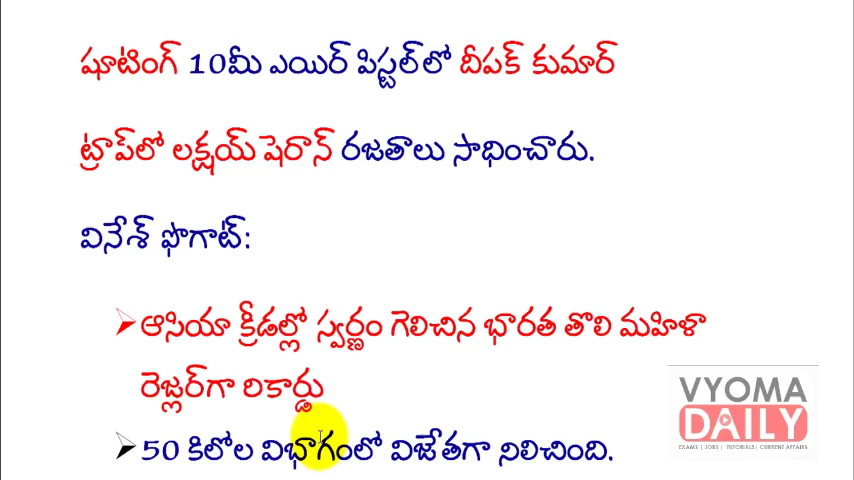 షూటింగ్ 10మీ ఎయిర్ పిస్టల్‌లో దీపక్ కుమార్
ట్రాప్‌లో లక్షయ్ షెరాన్ రజతాలు సాధించారు.
వినేశ్ ఫొగాట్:
ఆసియా క్రీడల్లో స్వర్ణం గెలిచిన భారత తొలి మహిళా
రెజ్లర్‌గా రికార్డు
50 కిలోల విభాగంలో విజేతగా నిలిచింది.
VYOMA
DAILY
EXAMS | JOBS | TUTORIALS | CURRENT AFFAIRS